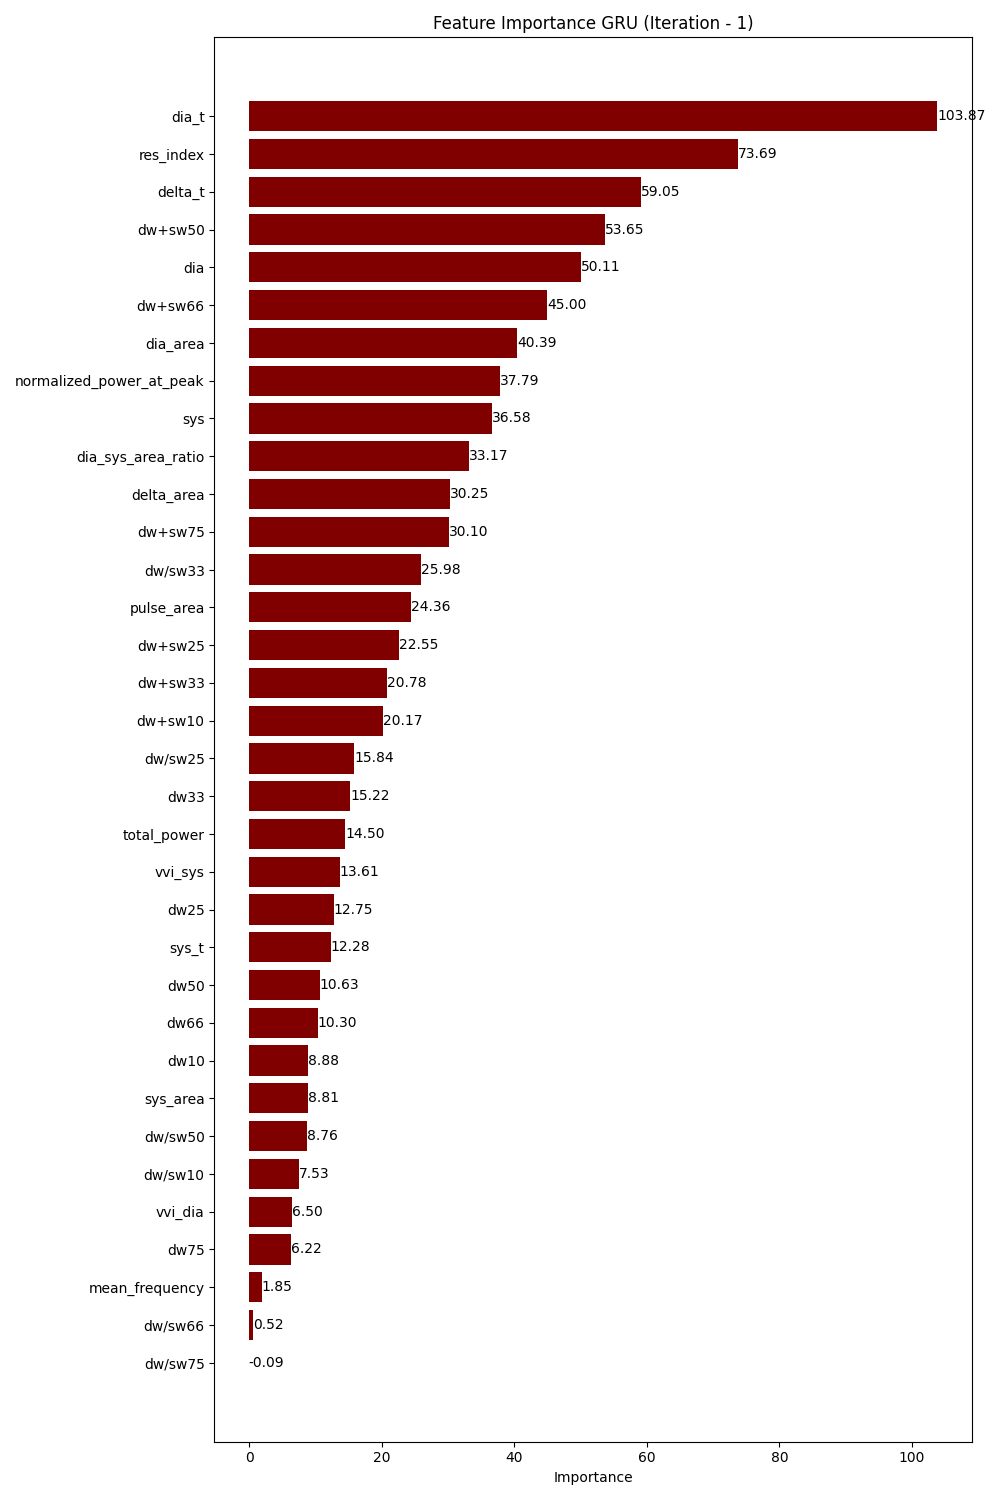 Feature Importance GRU (Iteration - 1)
dia_t 103.87
res_index 73.69
delta_t 59.05
dw+sw50 53.65
dia 50.11
dw+sw66 45.00
dia_area 40.39
normalized_power_at_peak 37.79
sys 36.58
dia_sys_area_ratio 33.17
delta_area 30.25
dw+sw75 30.10
dw/sw33 25.98
pulse_area 24.36
dw+sw25 22.55
dw+sw33 20.78
dw+sw10 20.17
dw/sw25 15.84
dw33 15.22
total_power 14.50
vvi_sys 13.61
dw25 12.75
sys_t 12.28
dw50 10.63
dw66 10.30
dw10 8.88
sys_area 8.81
dw/sw50 8.76
dw/sw10 7.53
vvi_dia 6.50
dw75 6.22
mean_frequency 1.85
dw/sw66 0.52
dw/sw75 -0.09
0 20 40 60 80 100
Importance